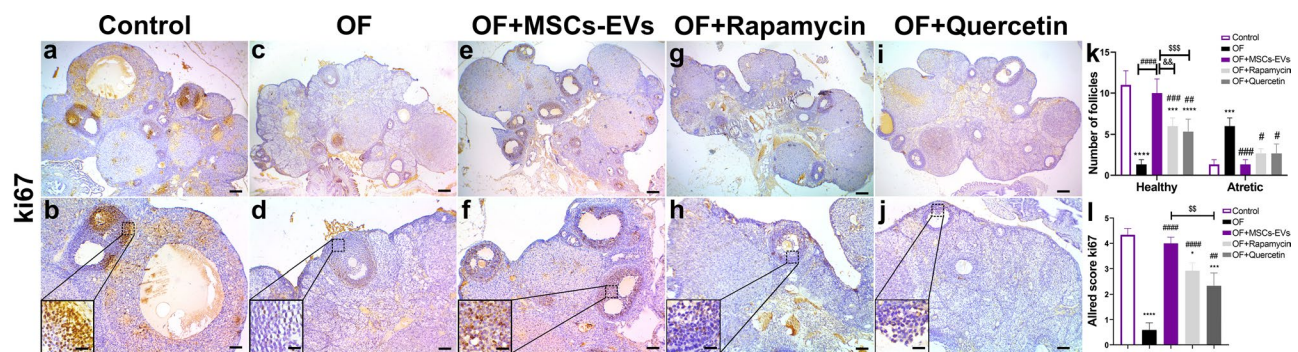 Control
OF
OF+MSCs-EVs
OF+Rapamycin
OF+Quercetin
ki67
a
c
e
g
i
b
d
f
h
j
k
Number of follicles
15
10
5
0
####
$$$
&&
****
###
***
##
****
***
###
#
#
Healthy
Atretic
Control
OF
OF+MSCs-EVs
OF+Rapamycin
OF+Quercetin
l
Allred score ki67
5
4
3
2
1
0
****
####
####
*
$$
##
***
Control
OF
OF+MSCs-EVs
OF+Rapamycin
OF+Quercetin